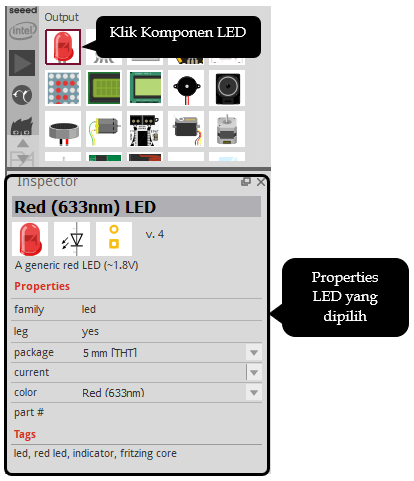 seeed
Output
intel
Klik Komponen LED
Inspector
Red (633nm) LED
v. 4
A generic red LED (~1.8V)
Properties
family led
leg yes
package 5 mm [THT]
current
color Red (633nm)
part #
Tags
led, red led, indicator, fritzing core
Properties
LED yang
dipilih